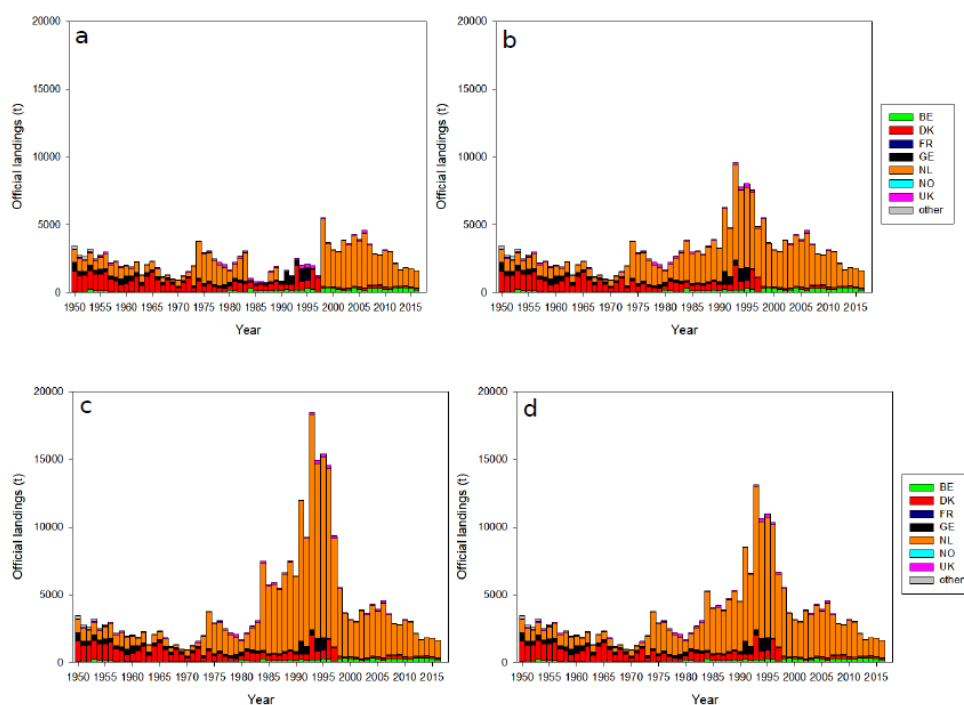 a
20000
15000
10000
5000
0
Official landings (t)
1950 1955 1960 1965 1970 1975 1980 1985 1990 1995 2000 2005 2010 2015
Year
b
20000
15000
10000
5000
0
Official landings (t)
1950 1955 1960 1965 1970 1975 1980 1985 1990 1995 2000 2005 2010 2015
Year
BE
DK
FR
GE
NL
NO
UK
other
c
20000
15000
10000
5000
0
Official landings (t)
1950 1955 1960 1965 1970 1975 1980 1985 1990 1995 2000 2005 2010 2015
Year
d
20000
15000
10000
5000
0
Official landings (t)
1950 1955 1960 1965 1970 1975 1980 1985 1990 1995 2000 2005 2010 2015
Year
BE
DK
FR
GE
NL
NO
UK
other